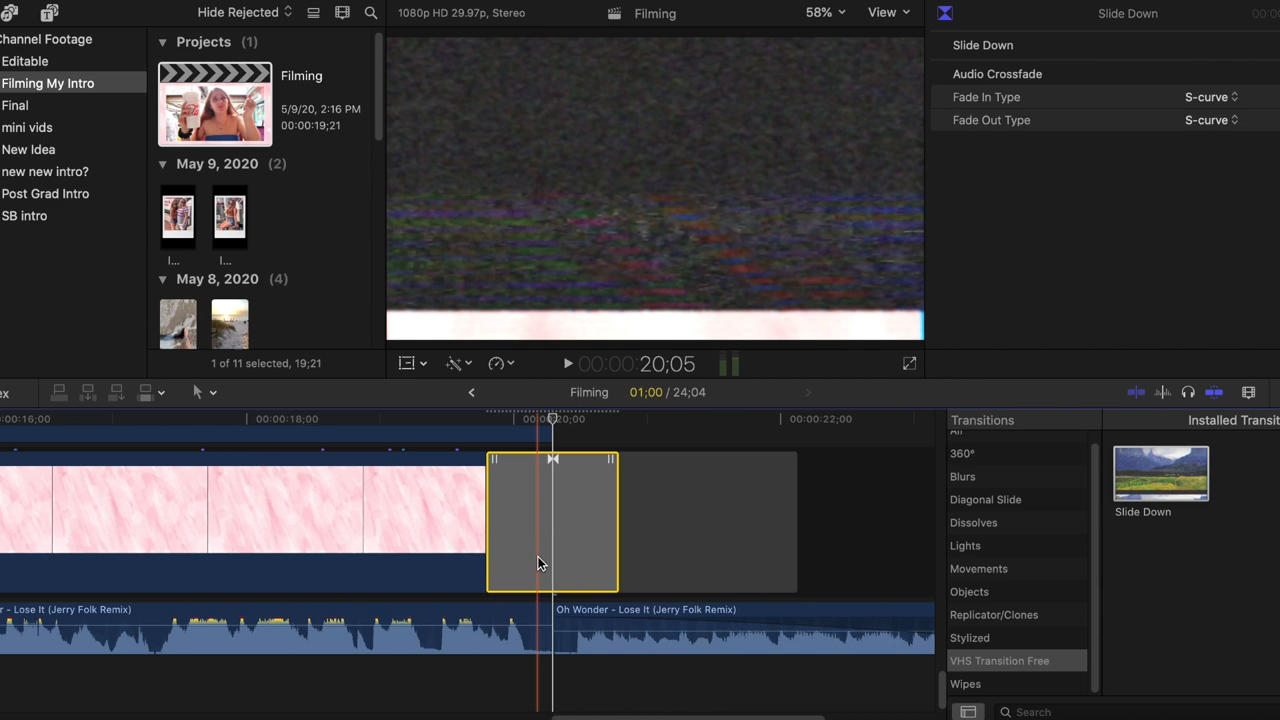 Hide Rejected
1080p HD 29.97p, Stereo
Filming
58%
View
Slide Down
Channel Footage
Editable
Filming My Intro
Final
mini vids
New Idea
new new intro?
Post Grad Intro
SB intro
Projects (1)
Filming
5/9/20, 2:16 PM
00:00:19;21
May 9, 2020 (2)
I...
I...
May 8, 2020 (4)
1 of 11 selected, 19;21
Slide Down
Audio Crossfade
Fade In Type
S-curve
Fade Out Type
S-curve
00:00:20;05
Filming
01;00 / 24;04
:00:16;00
00:00:18;00
00:00:20;00
00:00:22;00
r - Lose It (Jerry Folk Remix)
Oh Wonder - Lose It (Jerry Folk Remix)
Transitions
All
360°
Blurs
Diagonal Slide
Dissolves
Lights
Movements
Objects
Replicator/Clones
Stylized
VHS Transition Free
Wipes
Installed Transit
Slide Down
Search